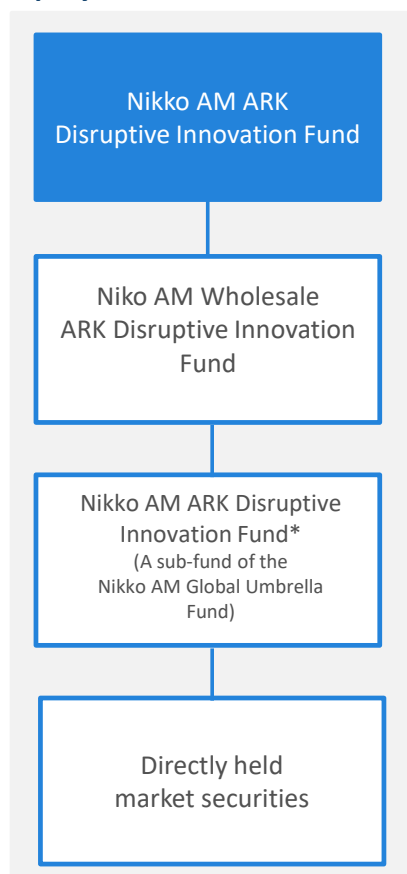 Nikko AM ARK
Disruptive Innovation Fund
Niko AM Wholesale
ARK Disruptive Innovation
Fund
Nikko AM ARK Disruptive
Innovation Fund*
(A sub-fund of the
Nikko AM Global Umbrella
Fund)
Directly held
market securities